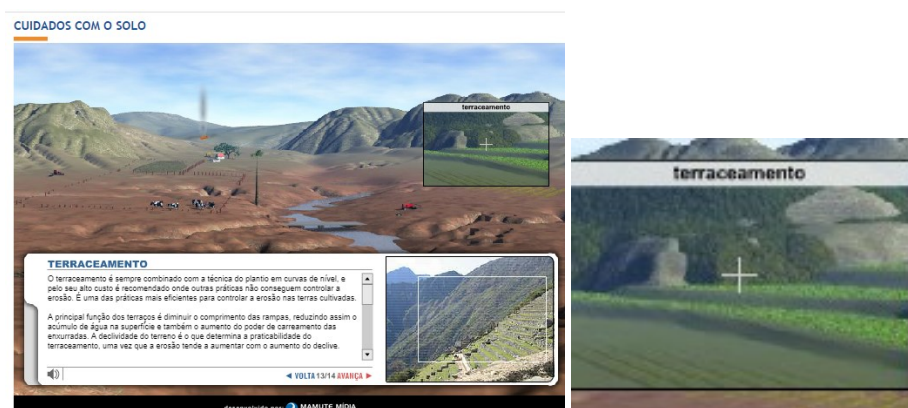 CUIDADOS COM O SOLO
terraceamento
terraceamento
TERRACEAMENTO
O terraceamento é sempre combinado com a técnica do plantio em curvas de nível, e
pelo seu alto custo é recomendado onde outras práticas não conseguem controlar a
erosão. É uma das práticas mais eficientes para controlar a erosão nas terras cultivadas.
A principal função dos terraços é diminuir o comprimento das rampas, reduzindo assim o
acúmulo de água na superfície e também o aumento do poder de carreamento das
enxurradas. A declividade do terreno é o que determina a praticabilidade do
terraceamento, uma vez que a erosão tende a aumentar com o aumento do declive.
VOLTA 13/14 AVANÇA
desenvolvido por: MAMUTE MÍDIA